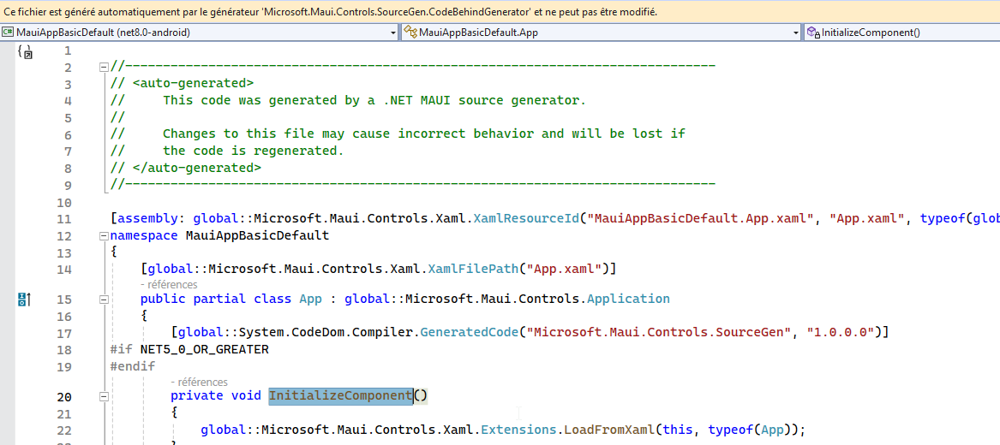 Ce fichier est généré automatiquement par le générateur 'Microsoft.Maui.Controls.SourceGen.CodeBehindGenerator' et ne peut pas être modifié.
C# MauiAppBasicDefault (net8.0-android) MauiAppBasicDefault.App InitializeComponent()
1
2 //------------------------------------------------------------------------------
3 // <auto-generated>
4 //     This code was generated by a .NET MAUI source generator.
5 //
6 //     Changes to this file may cause incorrect behavior and will be lost if
7 //     the code is regenerated.
8 // </auto-generated>
9 //------------------------------------------------------------------------------
10
11 [assembly: global::Microsoft.Maui.Controls.Xaml.XamlResourceId("MauiAppBasicDefault.App.xaml", "App.xaml", typeof(glob
12 namespace MauiAppBasicDefault
13 {
14     [global::Microsoft.Maui.Controls.Xaml.XamlFilePath("App.xaml")]
- références
15     public partial class App : global::Microsoft.Maui.Controls.Application
16     {
17         [global::System.CodeDom.Compiler.GeneratedCode("Microsoft.Maui.Controls.SourceGen", "1.0.0.0")]
18 #if NET5_0_OR_GREATER
19 #endif
- références
20         private void InitializeComponent()
21         {
22             global::Microsoft.Maui.Controls.Xaml.Extensions.LoadFromXaml(this, typeof(App));